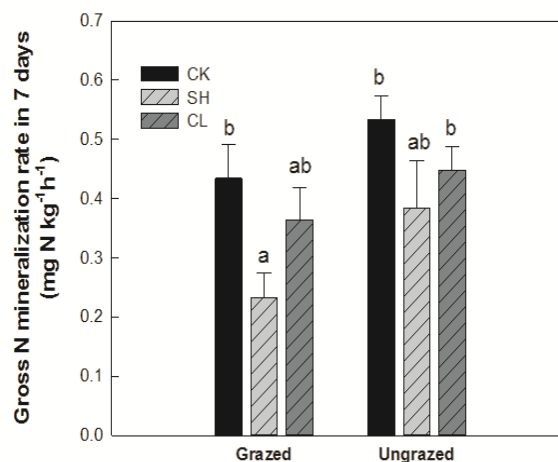 Gross N mineralization rate in 7 days
(mg N kg⁻¹h⁻¹)
0.7
0.6
0.5
0.4
0.3
0.2
0.1
0.0
CK
SH
CL
b
a
ab
b
ab
b
Grazed
Ungrazed